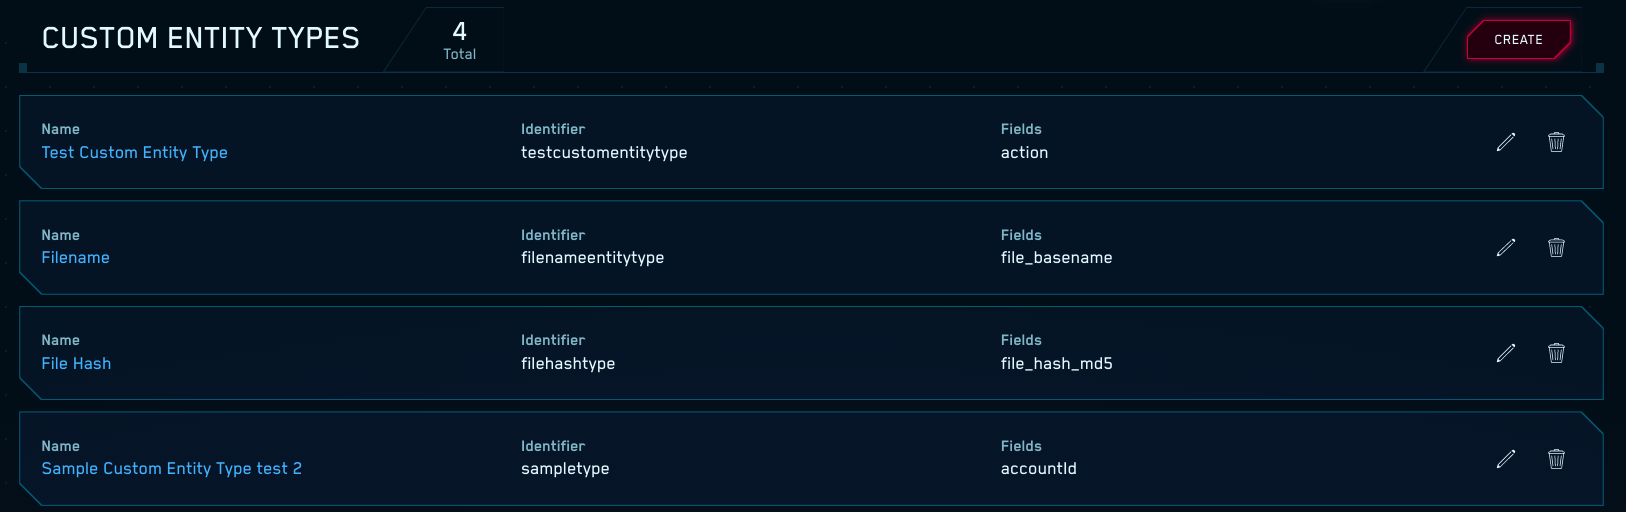 CUSTOM ENTITY TYPES
4
Total
CREATE
Name Identifier Fields
Test Custom Entity Type testcustomentitytype action
Name Identifier Fields
Filename filenameentitytype file_basename
Name Identifier Fields
File Hash filehashtype file_hash_md5
Name Identifier Fields
Sample Custom Entity Type test 2 sampletype accountId